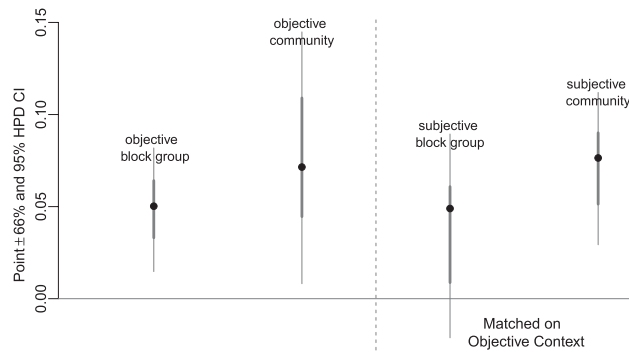 Point ± 66% and 95% HPD CI
0.15
0.10
0.05
0.00
objective
block group
objective
community
subjective
block group
subjective
community
Matched on
Objective Context